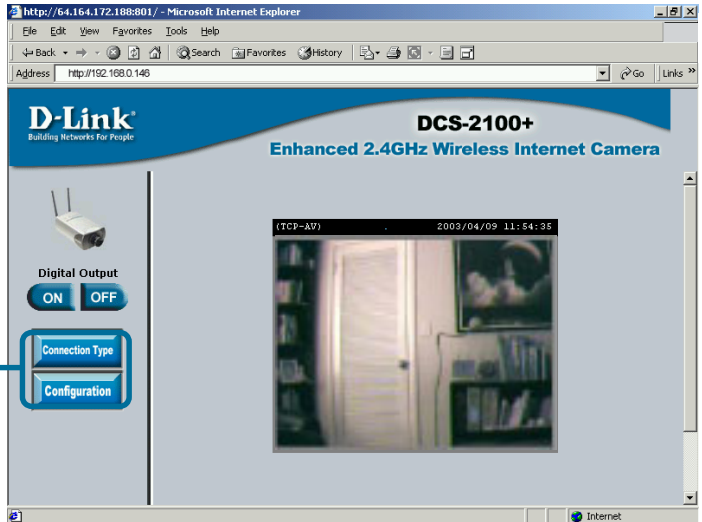 http://64.164.172.188:801/ - Microsoft Internet Explorer
File Edit View Favorites Tools Help
Back Search Favorites History
Address http://192.168.0.146 Go Links »
D-Link
Building Networks for People
DCS-2100+
Enhanced 2.4GHz Wireless Internet Camera
(TCP-AV) 2003/04/09 11:54:35
Digital Output
ON OFF
Connection Type
Configuration
Internet